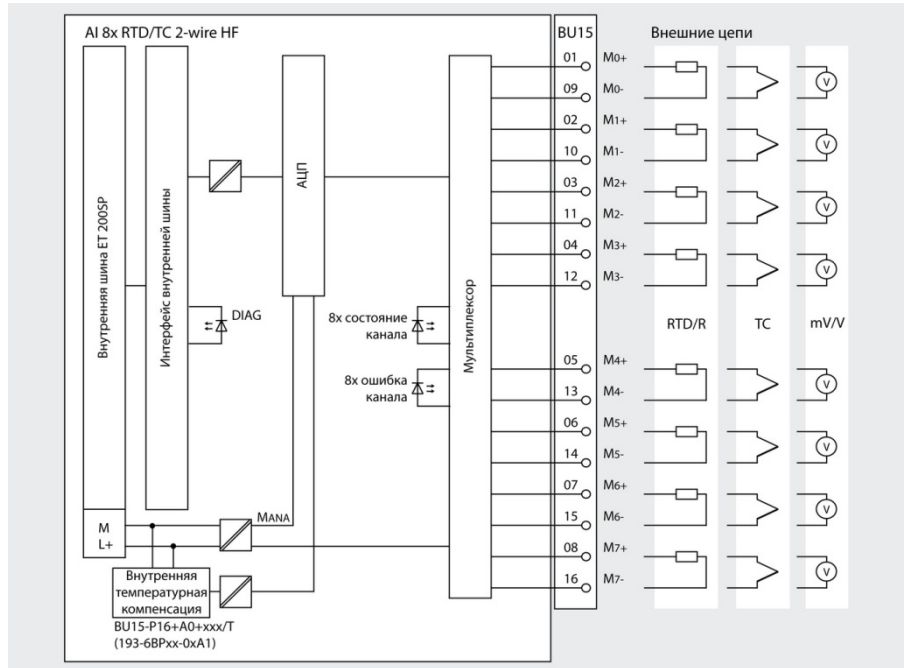 AI 8x RTD/TC 2-wire HF
BU15
Внешние цепи
Внутренняя шина ET 200SP
Интерфейс внутренней шины
АЦП
Мультиплексор
DIAG
8x состояние
канала
8x ошибка
канала
01 M0+
09 M0-
02 M1+
10 M1-
03 M2+
11 M2-
04 M3+
12 M3-
RTD/R TC mV/V
05 M4+
13 M4-
06 M5+
14 M5-
07 M6+
15 M6-
08 M7+
16 M7-
V
V
V
V
V
V
V
V
M
L+
MANA
Внутренняя
температурная
компенсация
BU15-P16+A0+xxx/T
(193-6BPxx-0xA1)